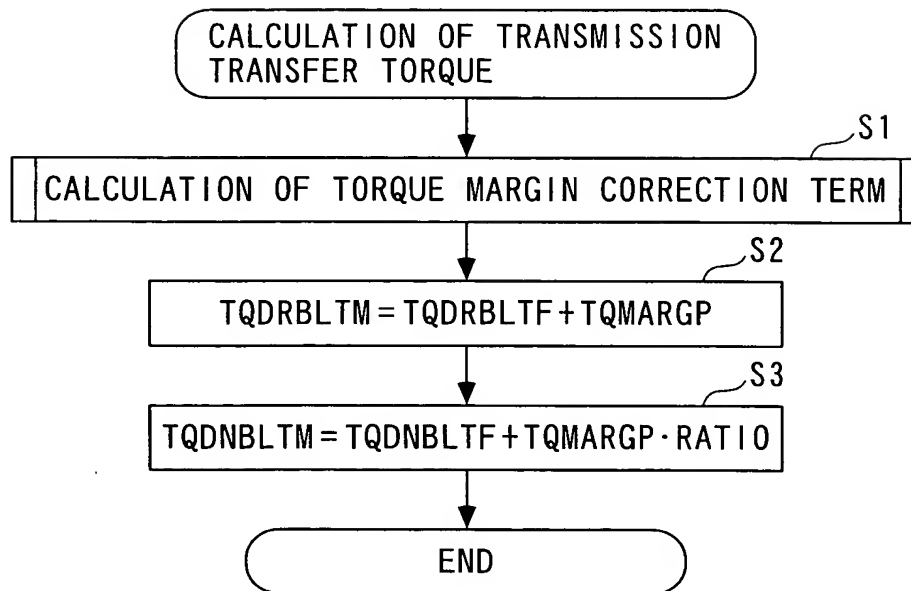 CALCULATION OF TRANSMISSION
TRANSFER TORQUE
S1
CALCULATION OF TORQUE MARGIN CORRECTION TERM
S2
TQDRBLTM=TQDRBLTF+TQMARGP
S3
TQDNBLTM=TQDNBLTF+TQMARGP·RATIO
END